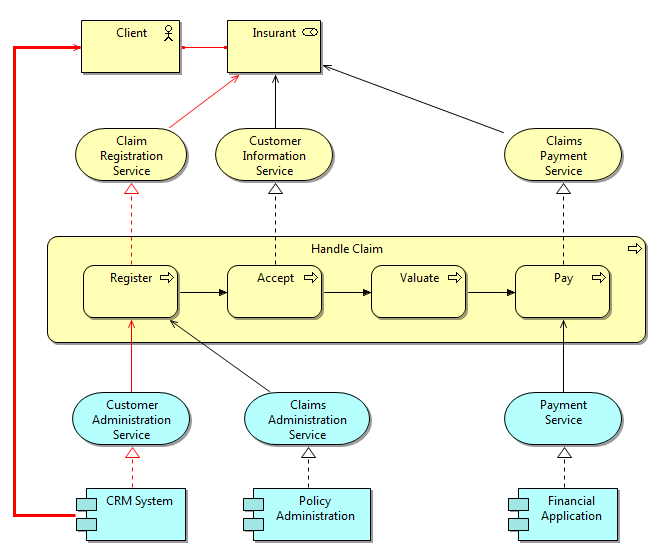 Client
Insurant
Claim
Registration
Service
Customer
Information
Service
Claims
Payment
Service
Handle Claim
Register
Accept
Valuate
Pay
Customer
Administration
Service
Claims
Administration
Service
Payment
Service
CRM System
Policy
Administration
Financial
Application